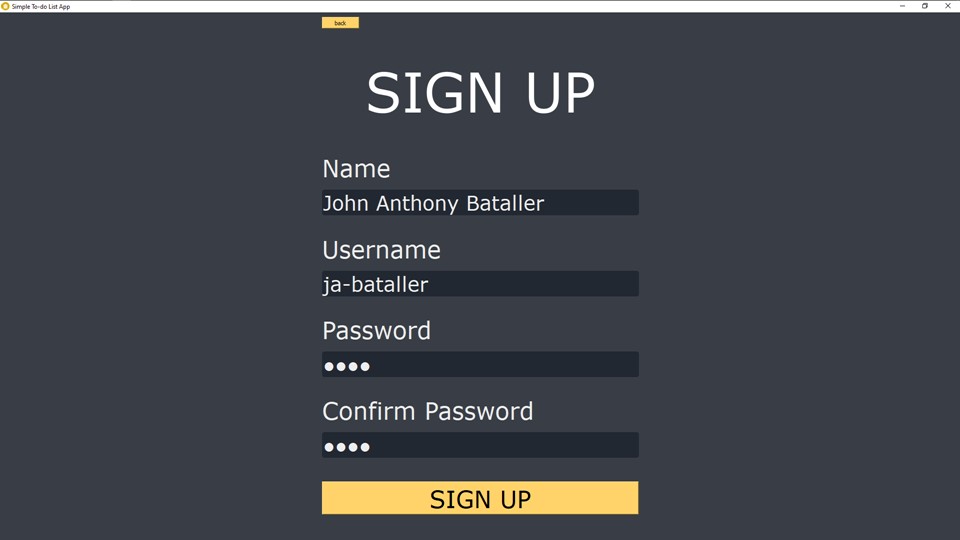 Simple To-do List App
back
SIGN UP
Name
John Anthony Bataller
Username
ja-bataller
Password
●●●●
Confirm Password
●●●●
SIGN UP